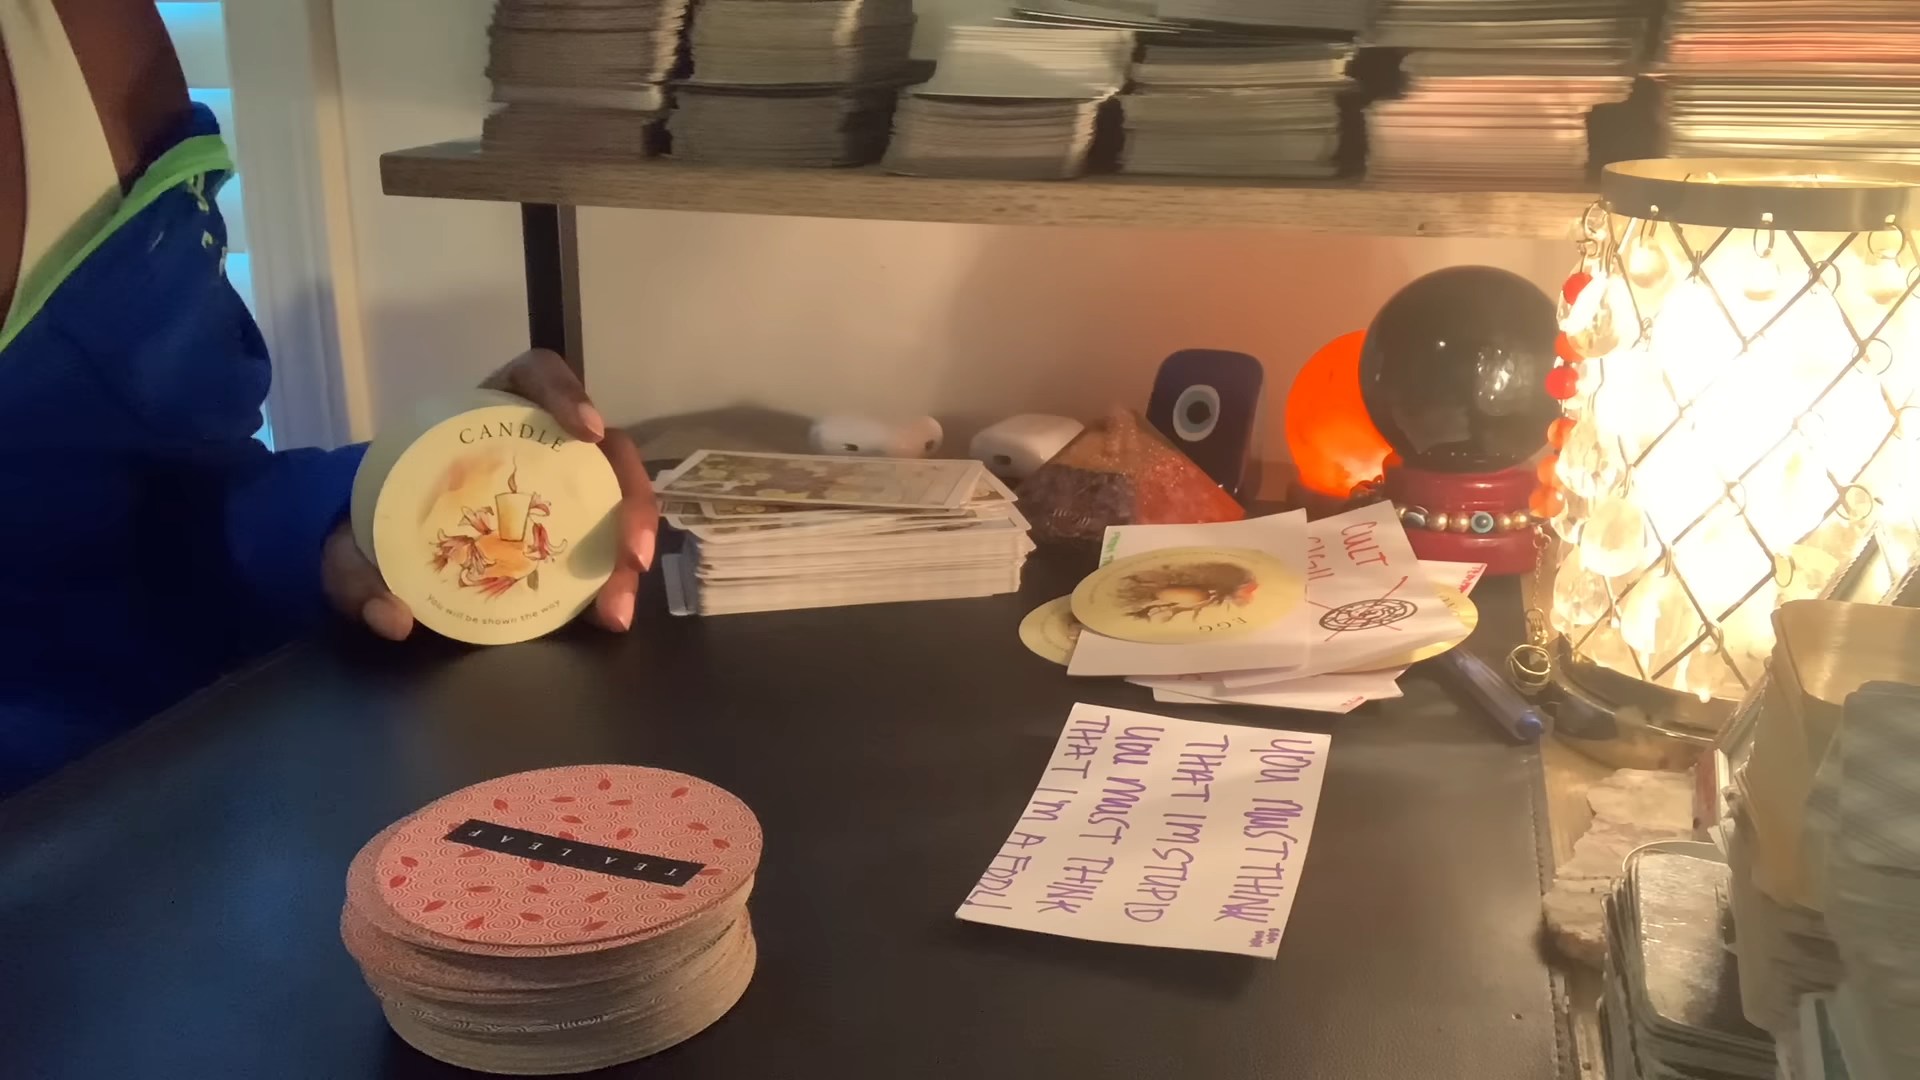 CANDLE
you will be shown the way
EGG
CULT
TEA LEAF
YOU MUST THINK
THAT IM STUPID
YOU MUST THINK
THAT I'M A FOOL!